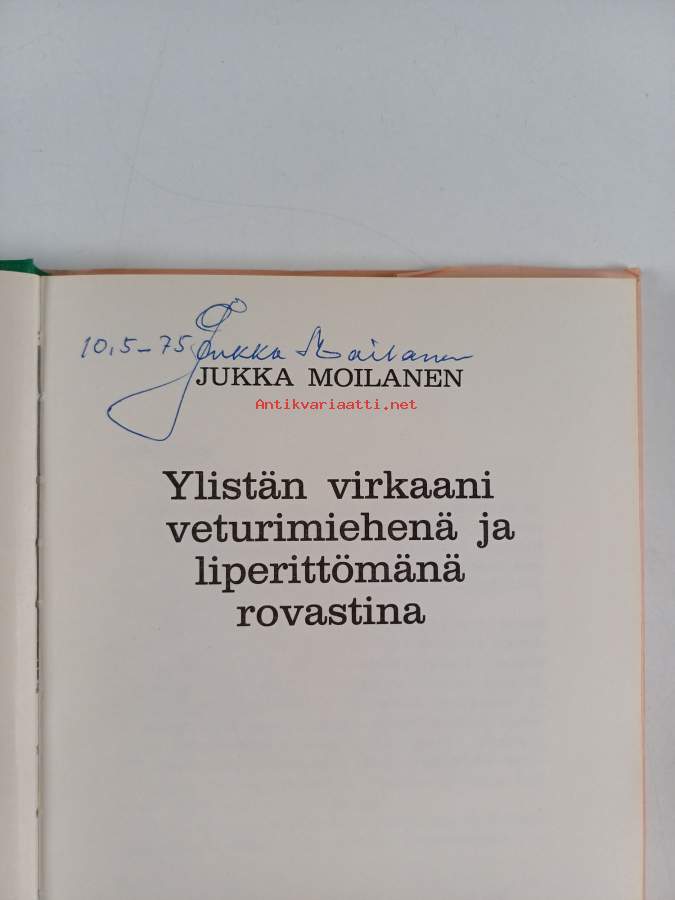 10.5-75 Jukka Moilanen
JUKKA MOILANEN
Antikvariaatti.net
Ylistän virkaani
veturimiehenä ja
liperittömänä
rovastina